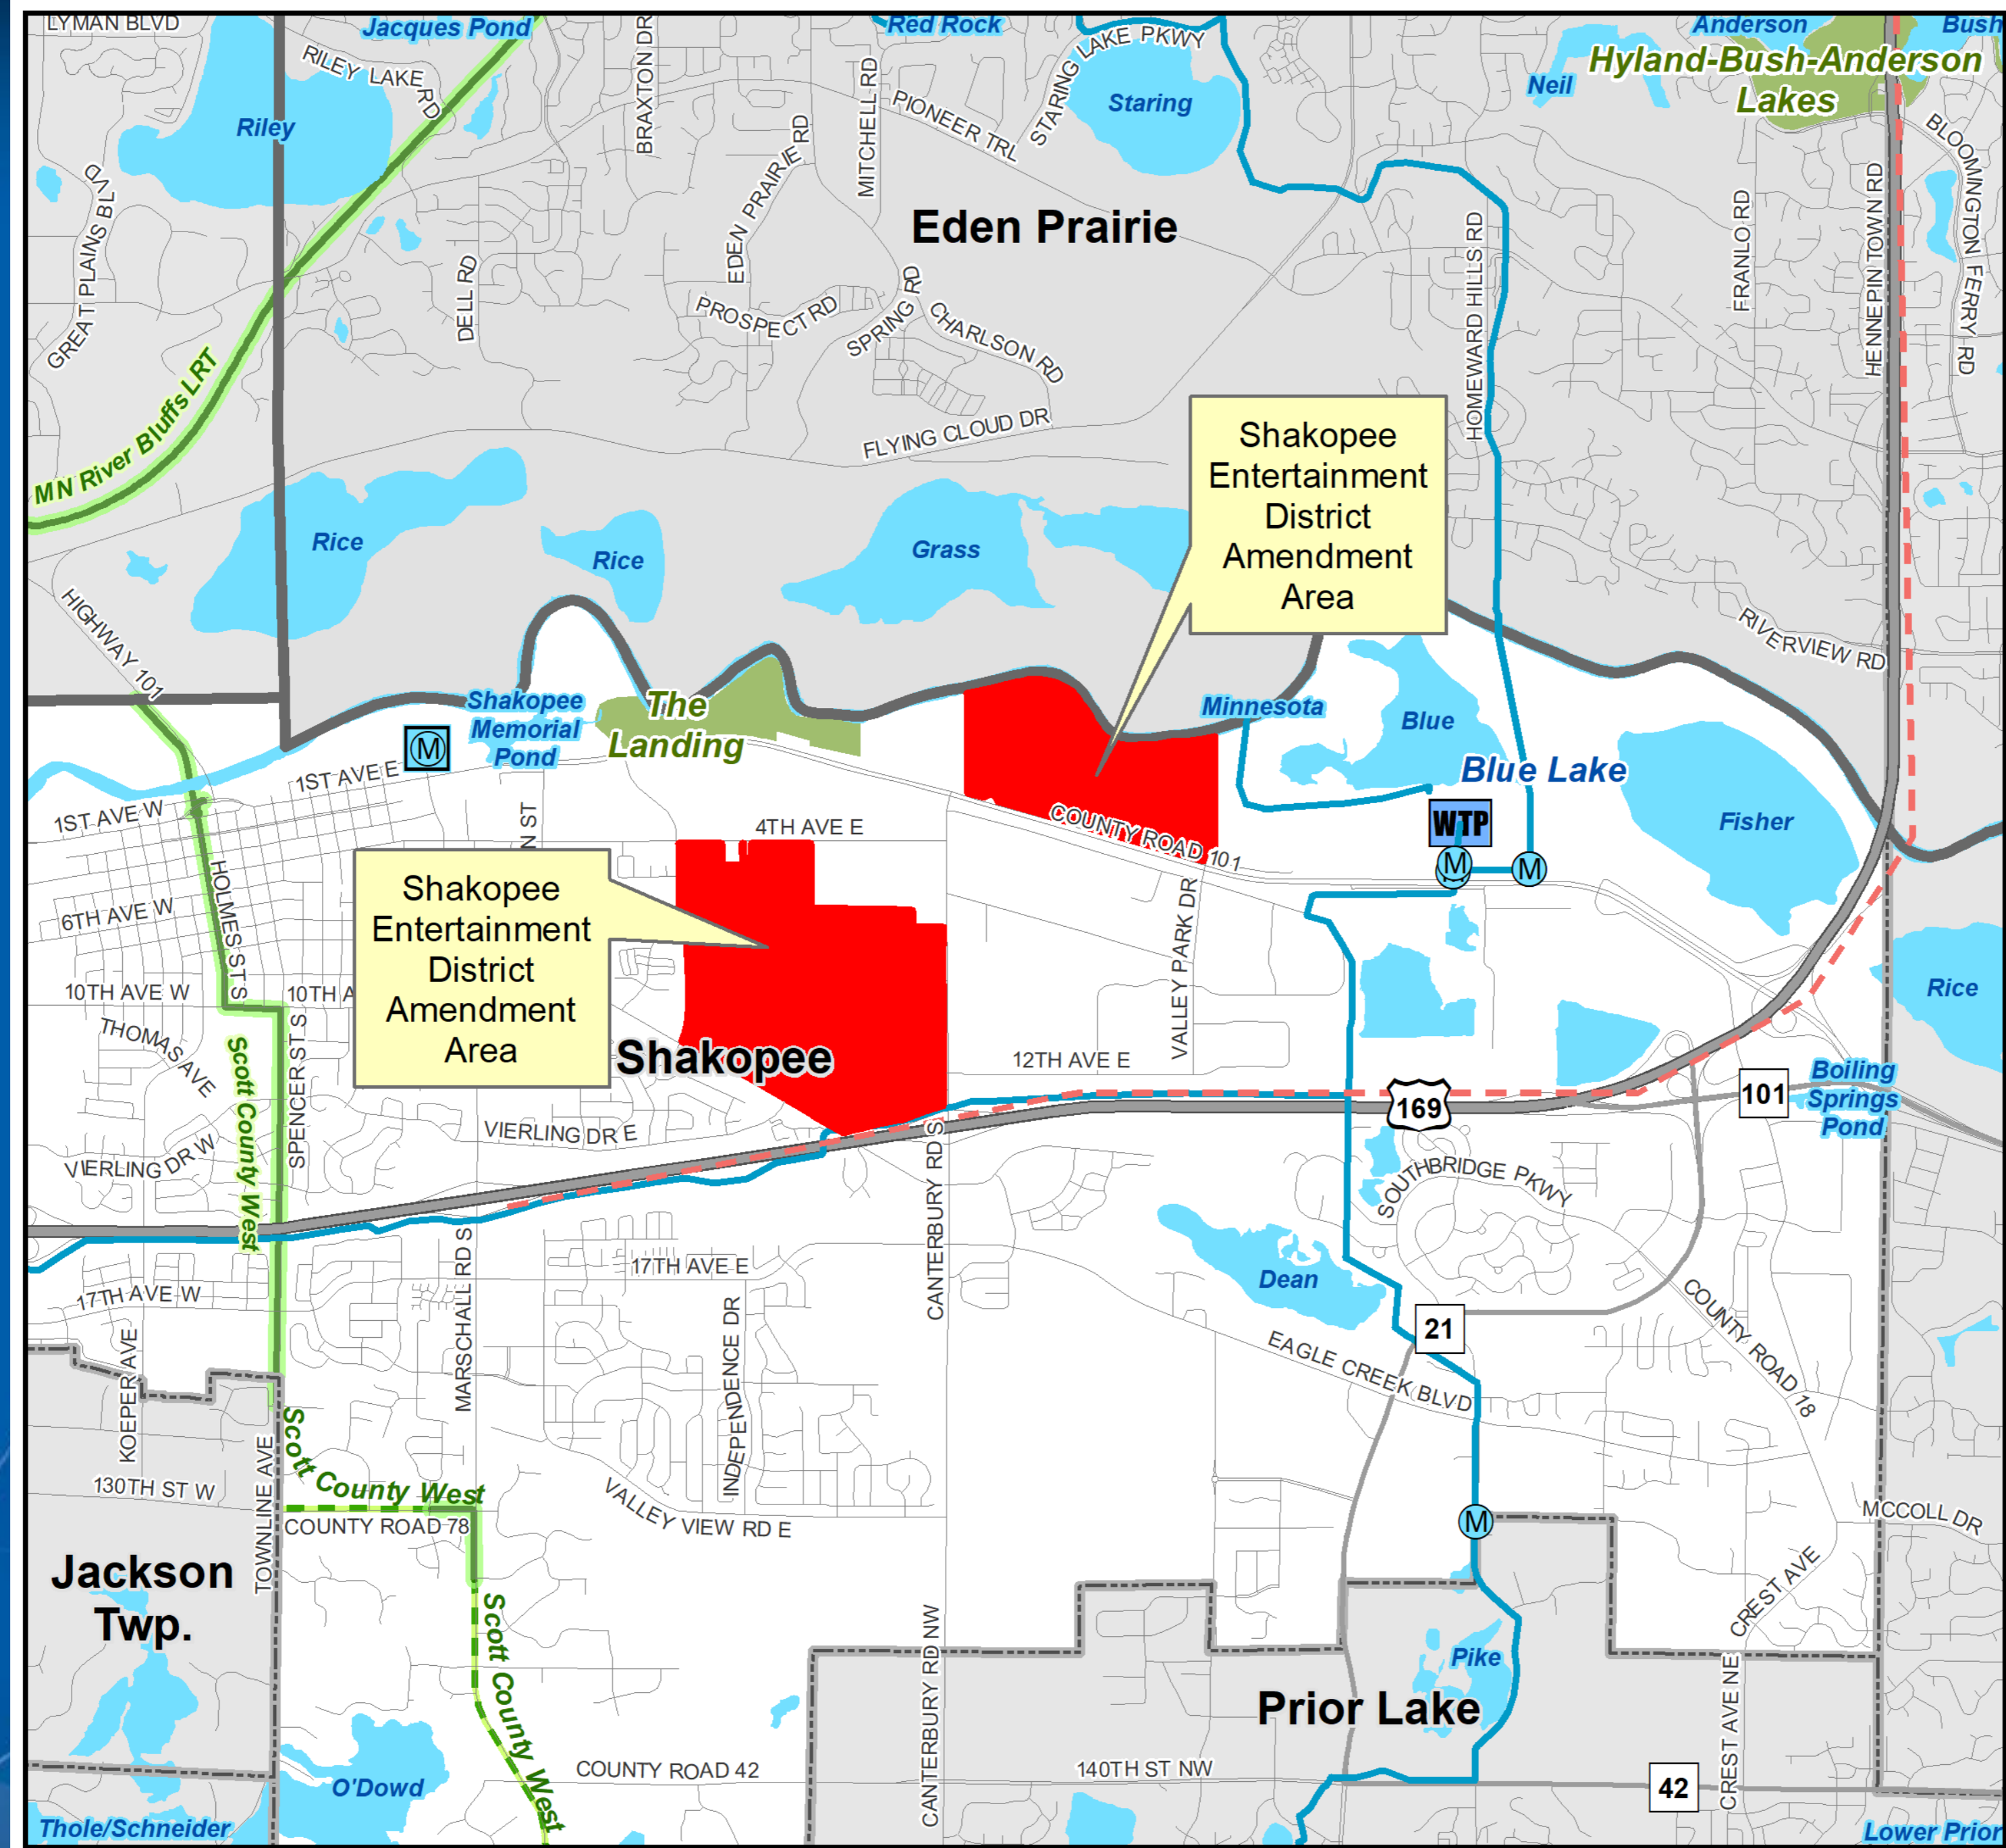 LYMAN BLVD
Jacques Pond
Red Rock
Anderson
Bush
Hyland-Bush-Anderson
Lakes
Neil
RILEY LAKE RD
BRAXTON DR
MITCHELL RD
STARING LAKE PKWY
PIONEER TRL
Staring
Riley
BLOOMINGTON FERRY RD
GREAT PLAINS BLVD
EDEN PRAIRIE RD
Eden Prairie
HOMEWARD HILLS RD
FRANLO RD
HENNEPIN TOWN RD
DELL RD
PROSPECT RD
SPRING RD
CHARLSON RD
FLYING CLOUD DR
MN River Bluffs LRT
Shakopee
Entertainment
District
Amendment
Area
Rice
Rice
Grass
HIGHWAY 101
RIVERVIEW RD
Shakopee
Memorial
Pond
The
Landing
Minnesota
Blue
Blue Lake
M
1ST AVE E
1ST AVE W
N ST
4TH AVE E
COUNTY ROAD 101
WTP
M
M
Fisher
HOLMES ST S
6TH AVE W
Shakopee
Entertainment
District
Amendment
Area
VALLEY PARK DR
10TH AVE W
10TH A
Rice
THOMAS AVE
SPENCER ST S
Scott County West
Shakopee
12TH AVE E
169
101
Boiling
Springs
Pond
VIERLING DR E
VIERLING DR W
CANTERBURY RD S
SOUTHBRIDGE PKWY
MARSCHALL RD S
17TH AVE E
17TH AVE W
Dean
21
COUNTY ROAD 18
EAGLE CREEK BLVD
KOEPER AVE
INDEPENDENCE DR
TOWNLINE AVE
130TH ST W
Scott County West
COUNTY ROAD 78
VALLEY VIEW RD E
M
MCCOLL DR
Jackson
Twp.
CREST AVE
Scott County West
CANTERBURY RD NW
Pike
Prior Lake
CREST AVE NE
O'Dowd
COUNTY ROAD 42
140TH ST NW
42
Thole/Schneider
Lower Prior